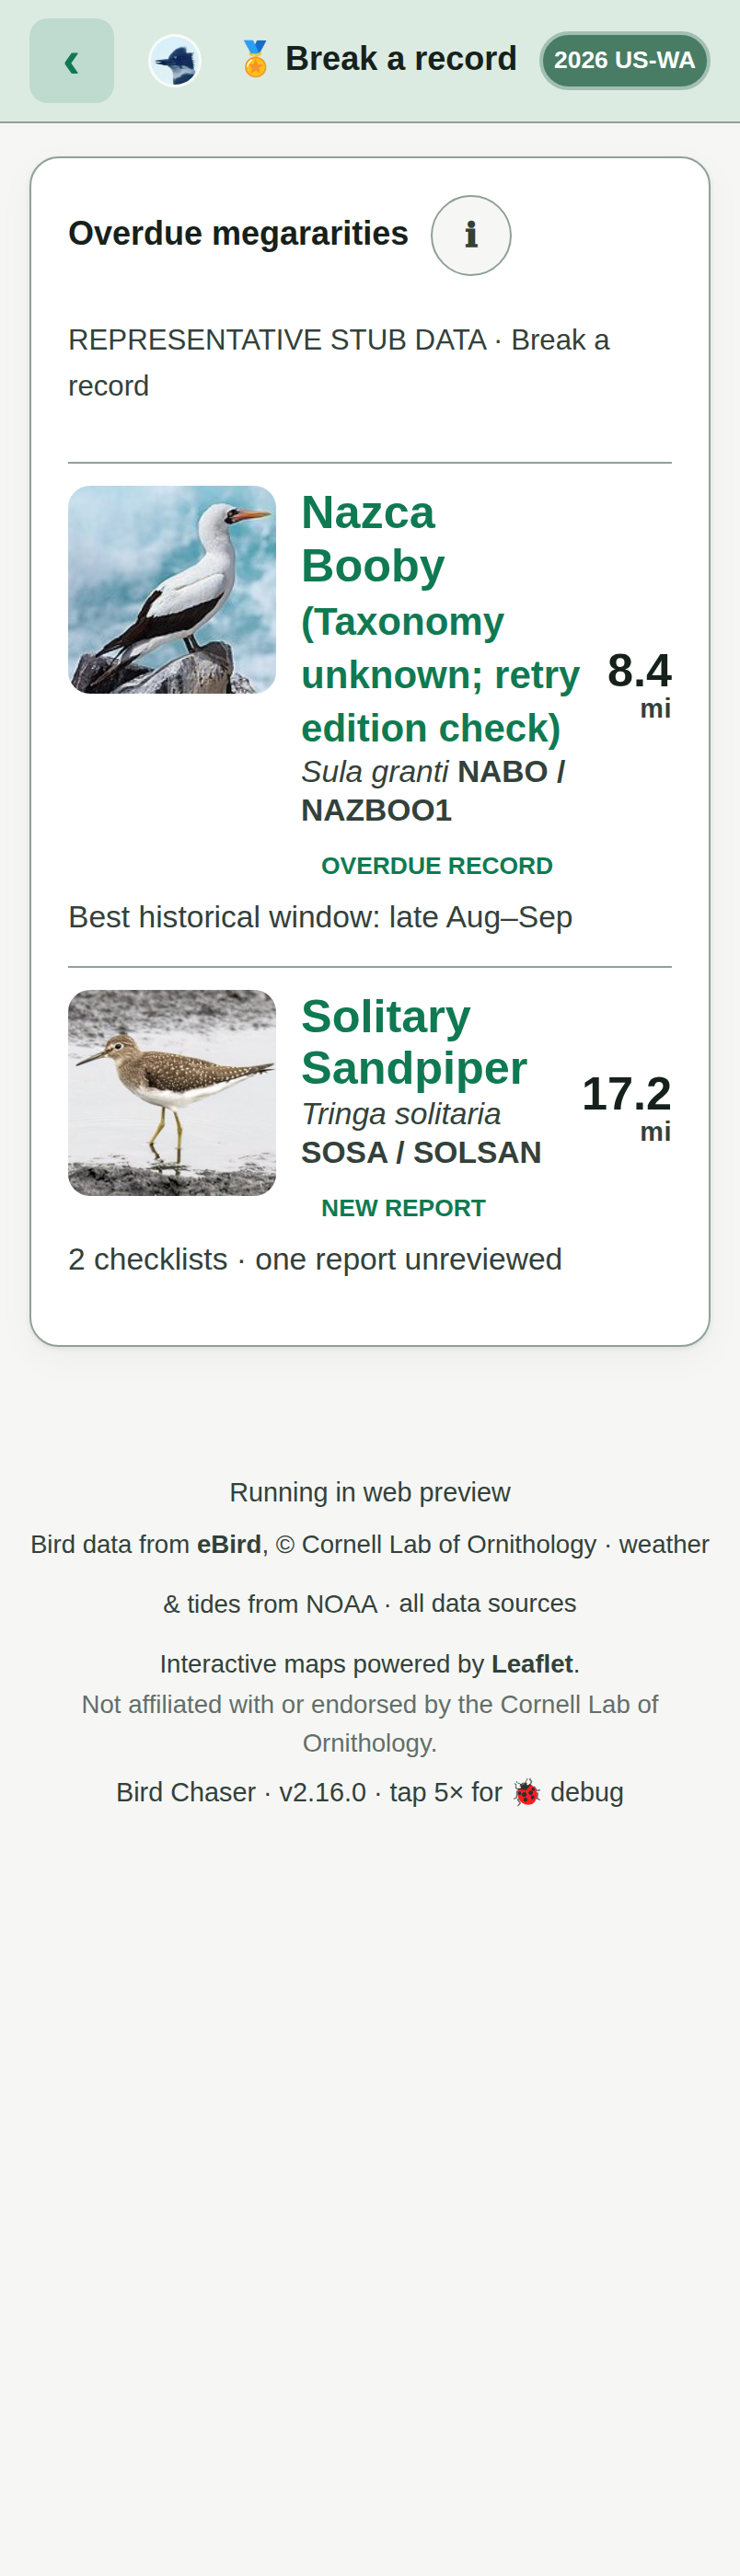 ‹ 🏅 Break a record 2026 US-WA
Overdue megararities ℹ
REPRESENTATIVE STUB DATA · Break a
record
Nazca
Booby
(Taxonomy
unknown; retry
edition check)
8.4
mi
Sula granti NABO /
NAZBOO1
OVERDUE RECORD
Best historical window: late Aug–Sep
Solitary
Sandpiper
17.2
mi
Tringa solitaria
SOSA / SOLSAN
NEW REPORT
2 checklists · one report unreviewed
Running in web preview
Bird data from eBird, © Cornell Lab of Ornithology · weather
& tides from NOAA · all data sources
Interactive maps powered by Leaflet.
Not affiliated with or endorsed by the Cornell Lab of
Ornithology.
Bird Chaser · v2.16.0 · tap 5× for 🐞 debug